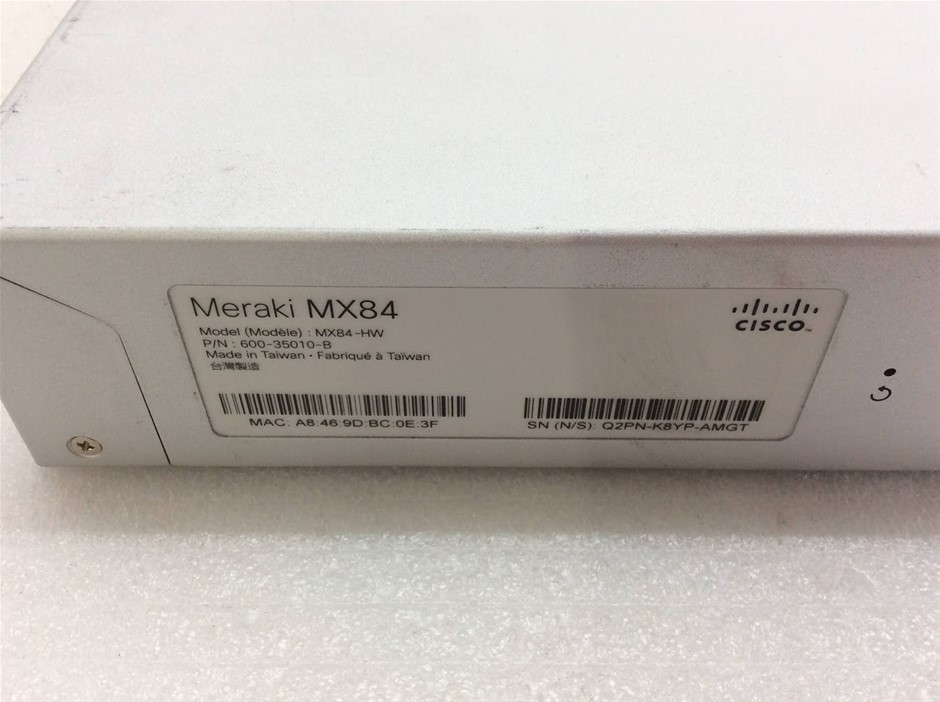 Meraki MX84
Model (Modèle) : MX84-HW
P/N : 600-35010-B
Made in Taiwan · Fabriqué à Taïwan
台灣製造
CISCO™
MAC: A8:46:9D:BC:0E:3F
SN (N/S): Q2PN-K8YP-AMGT